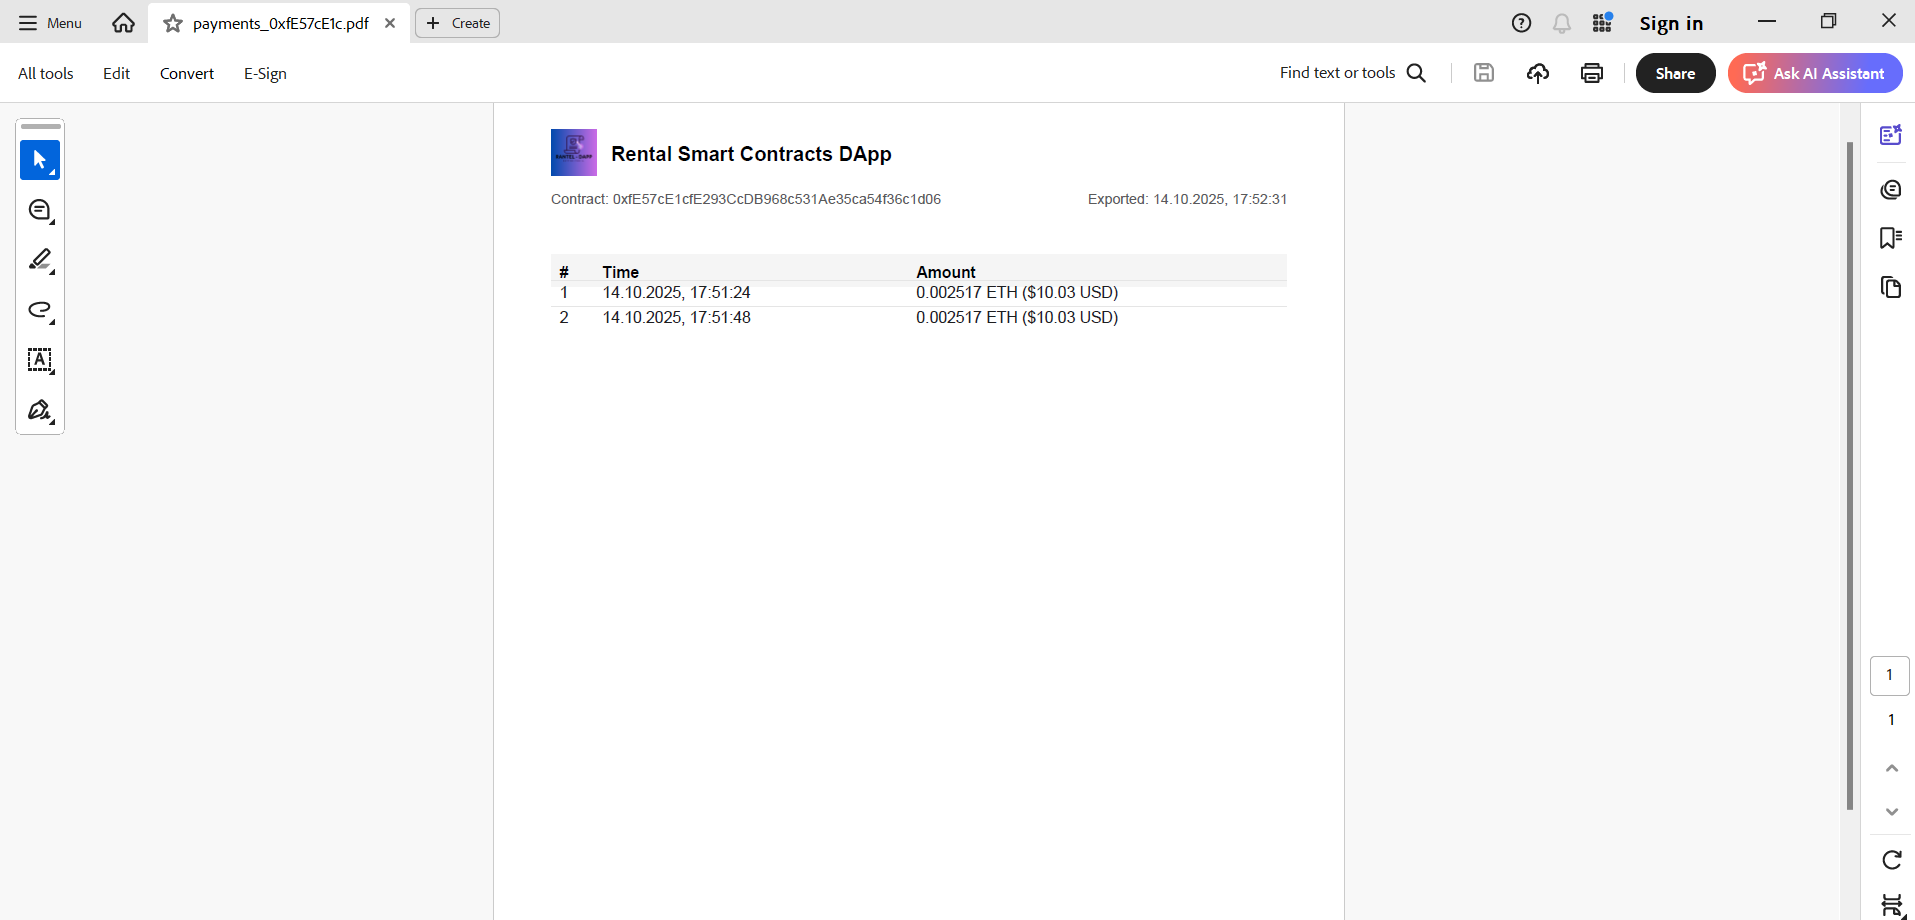 Menu
payments_0xfE57cE1c.pdf
Create
Sign in
All tools
Edit
Convert
E-Sign
Find text or tools
Share
Ask AI Assistant
Rental Smart Contracts DApp
Contract: 0xfE57cE1cfE293CcDB968c531Ae35ca54f36c1d06
Exported: 14.10.2025, 17:52:31
# Time Amount
1 14.10.2025, 17:51:24 0.002517 ETH ($10.03 USD)
2 14.10.2025, 17:51:48 0.002517 ETH ($10.03 USD)
1
1